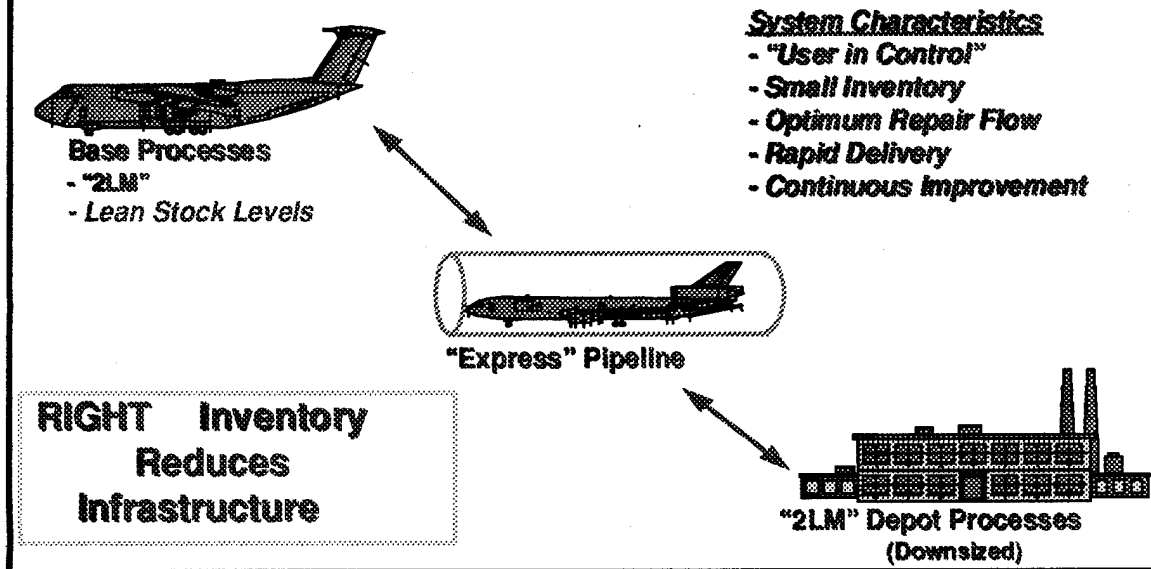 System Characteristics
- "User in Control"
- Small Inventory
- Optimum Repair Flow
- Rapid Delivery
- Continuous Improvement
Base Processes
- "2LM"
- Lean Stock Levels
"Express" Pipeline
RIGHT Inventory
Reduces
Infrastructure
"2LM" Depot Processes
(Downsized)